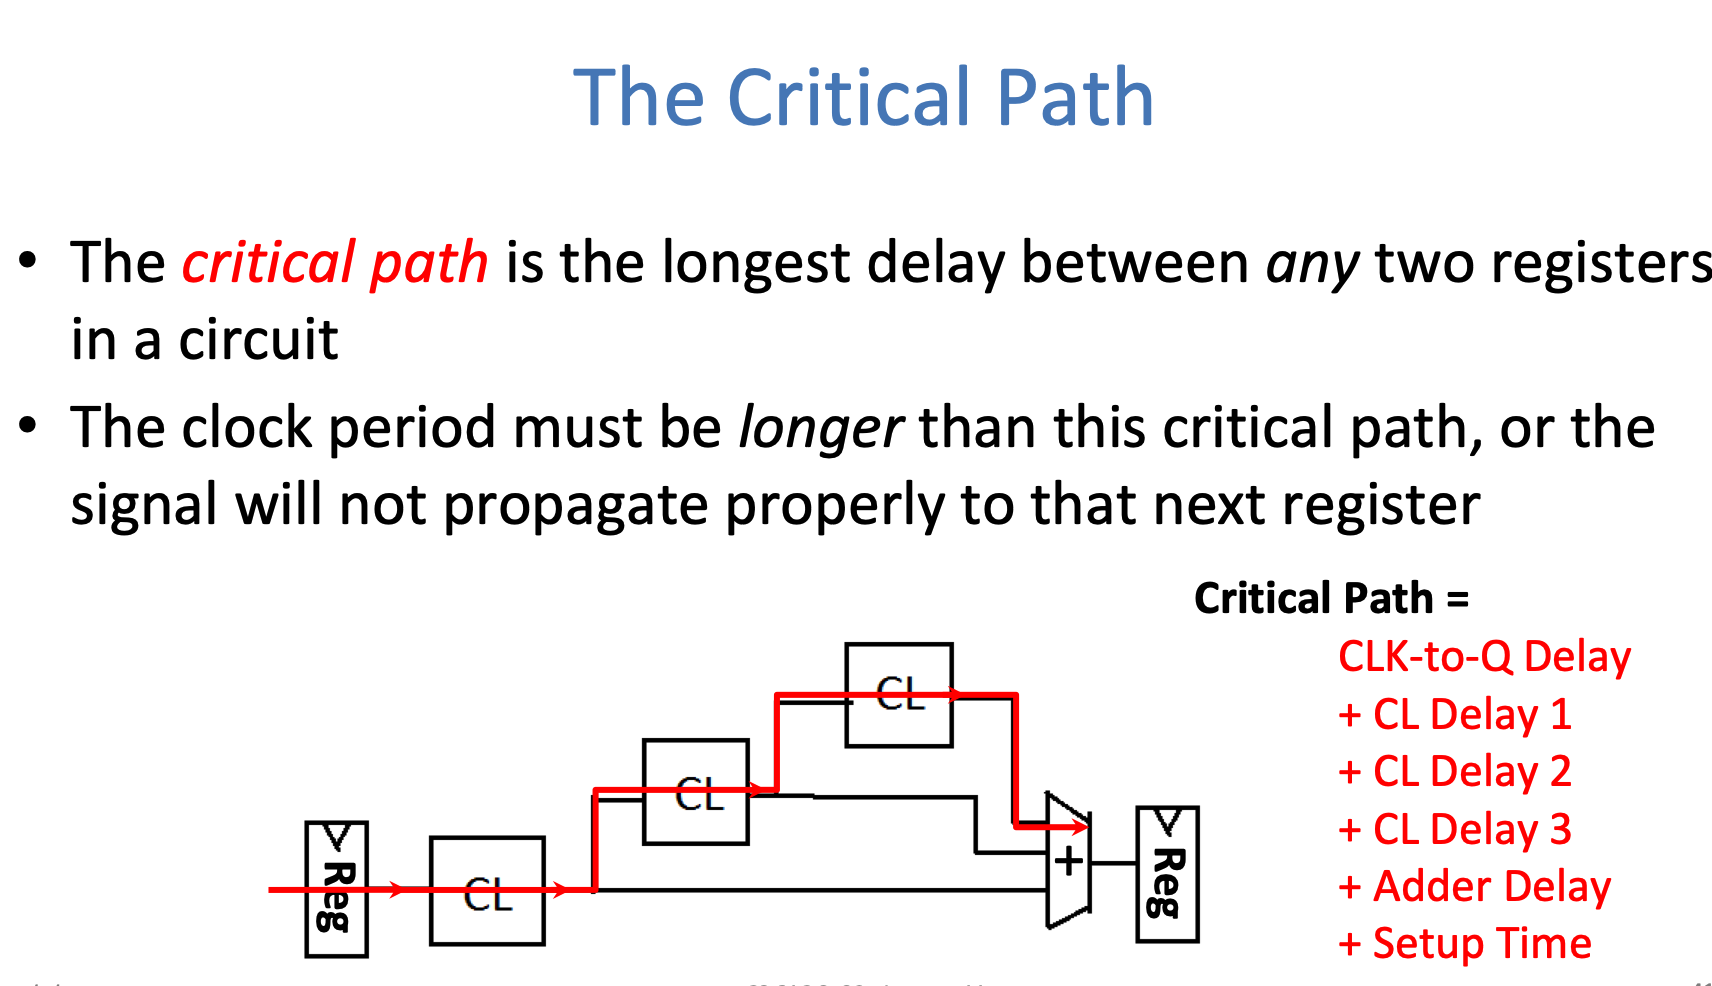 The Critical Path
• The critical path is the longest delay between any two registers
in a circuit
• The clock period must be longer than this critical path, or the
signal will not propagate properly to that next register
Critical Path =
CLK-to-Q Delay
+ CL Delay 1
+ CL Delay 2
+ CL Delay 3
+ Adder Delay
+ Setup Time
CL
CL
CL
Reg
+
Reg